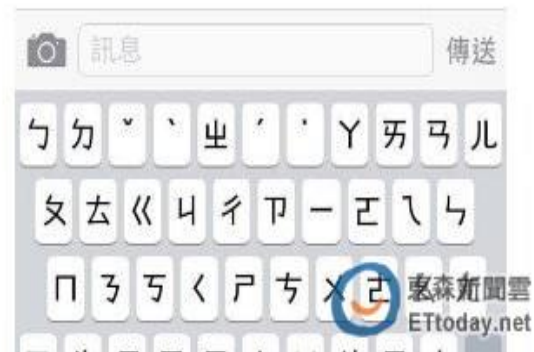 訊息 傳送
ㄅ ㄉ ˇ ˋ ㄓ ˊ ˙ ㄚ ㄞ ㄢ ㄦ
ㄆ ㄊ ㄍ ㄐ ㄔ ㄗ ㄧ ㄛ ㄟ ㄣ
ㄇ ㄋ ㄎ ㄑ ㄕ ㄘ ㄨ ㄜ ㄠ ㄤ
東森新聞雲
ETtoday.net